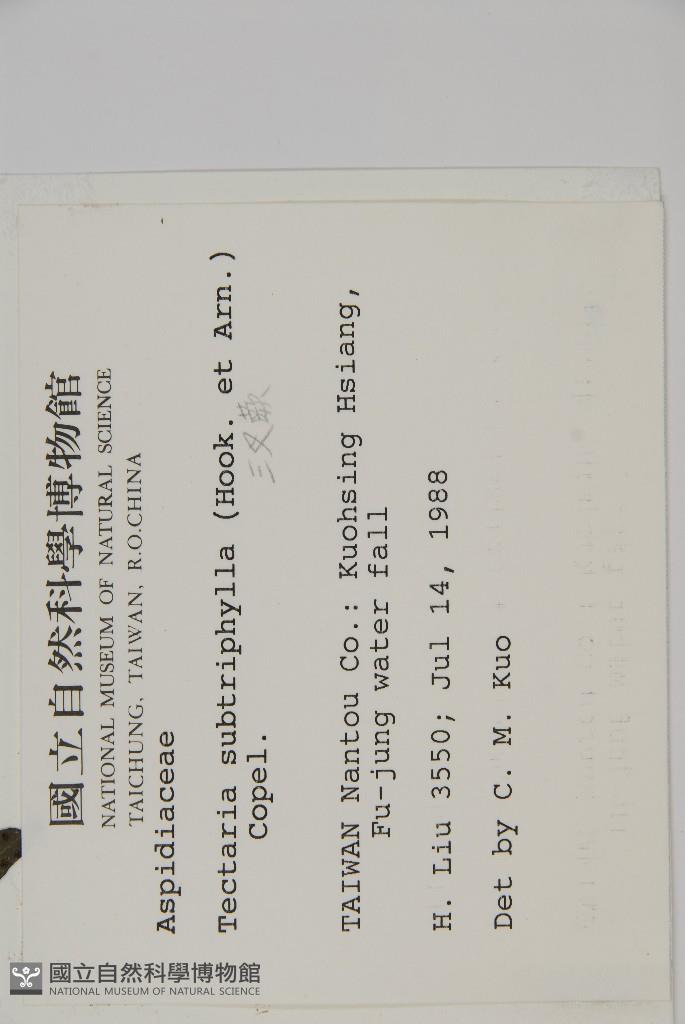 國立自然科學博物館
NATIONAL MUSEUM OF NATURAL SCIENCE
TAICHUNG, TAIWAN, R.O.CHINA
Aspidiaceae
Tectaria subtriphylla (Hook. et Arn.)
Copel.
三叉蕨
TAIWAN Nantou Co.: Kuohsing Hsiang,
Fu-jung water fall
H. Liu 3550; Jul 14, 1988
Det by C. M. Kuo
國立自然科學博物館
NATIONAL MUSEUM OF NATURAL SCIENCE